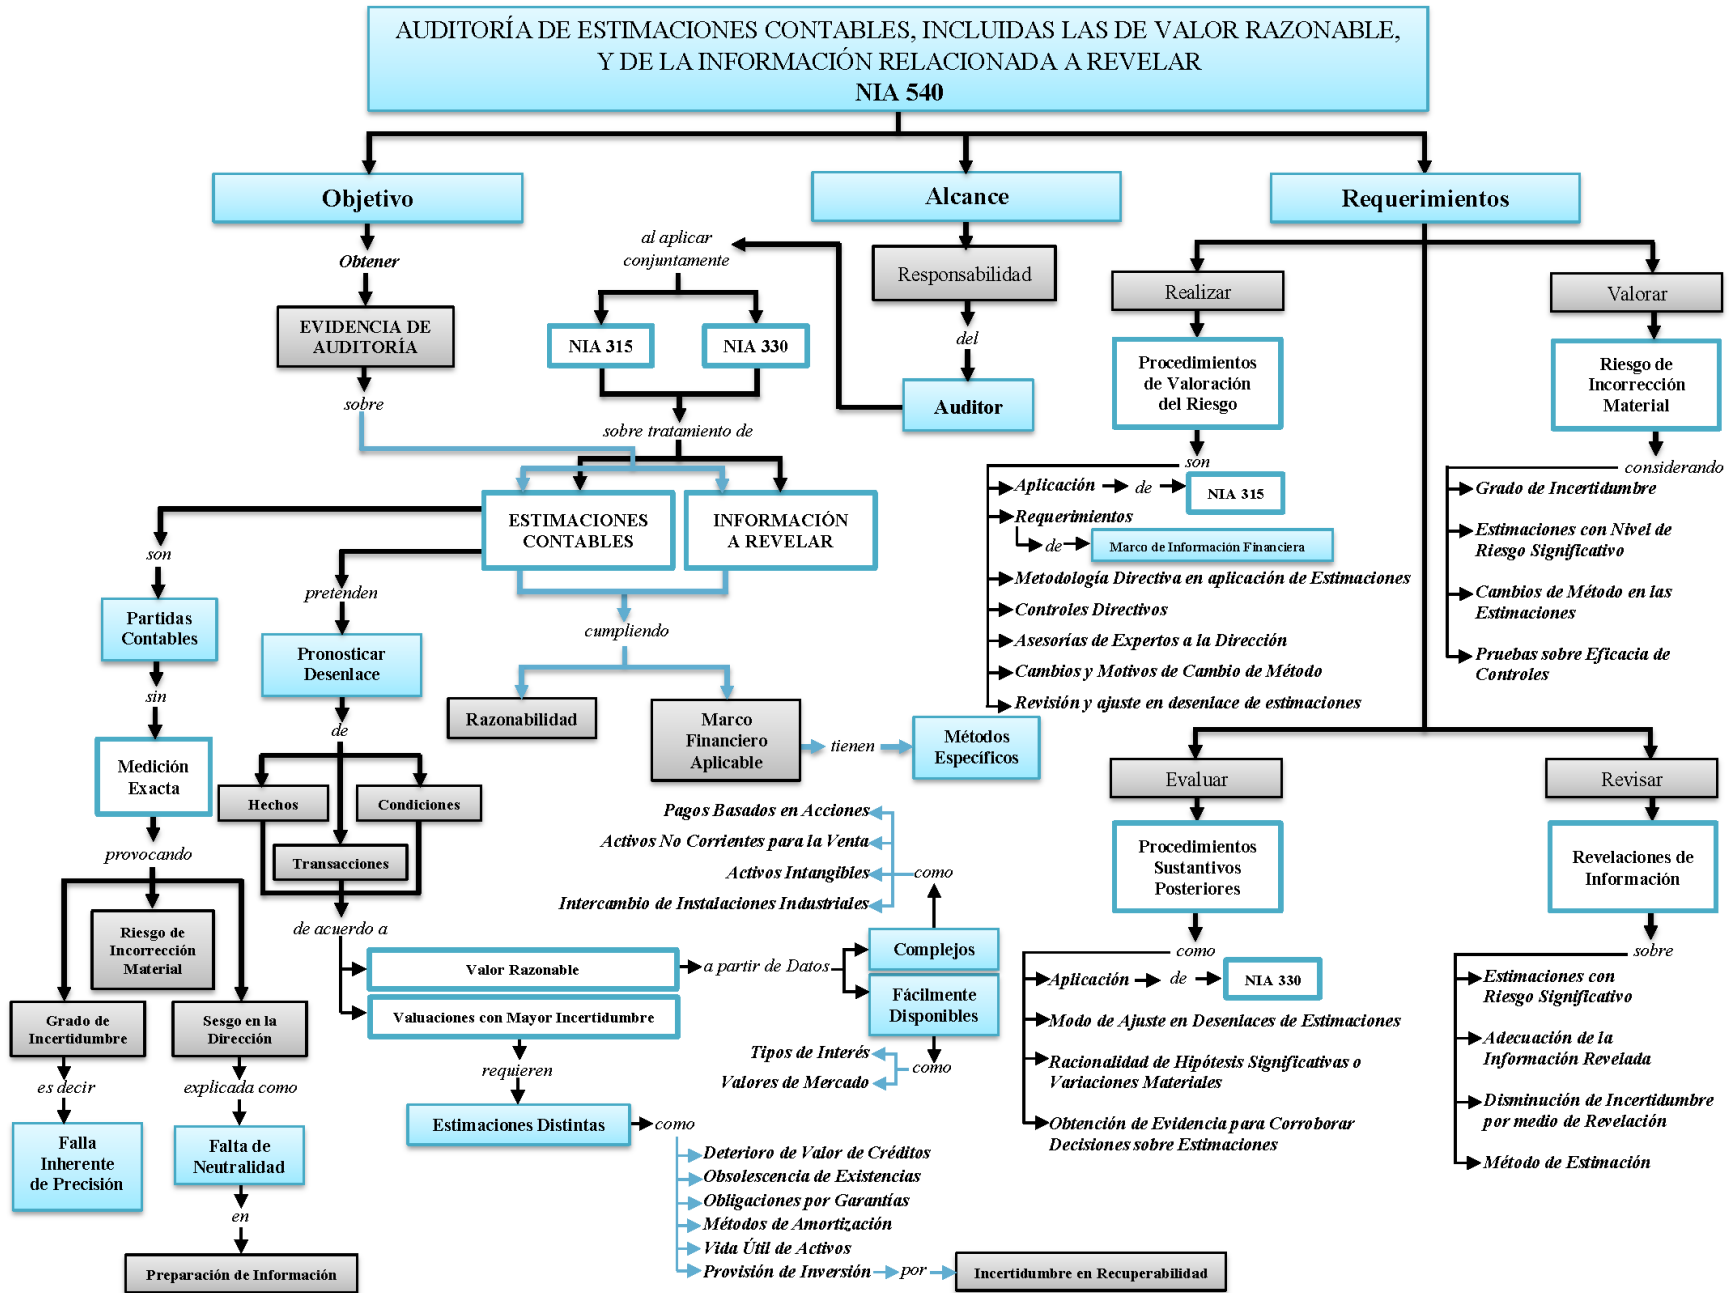 AUDITORÍA DE ESTIMACIONES CONTABLES, INCLUIDAS LAS DE VALOR RAZONABLE,
Y DE LA INFORMACIÓN RELACIONADA A REVELAR
NIA 540
Objetivo
Obtener
EVIDENCIA DE
AUDITORÍA
sobre
Alcance
Responsabilidad
del
Auditor
al aplicar
conjuntamente
NIA 315
NIA 330
sobre tratamiento de
ESTIMACIONES
CONTABLES
INFORMACIÓN
A REVELAR
son
Partidas
Contables
sin
Medición
Exacta
provocando
Riesgo de
Incorrección
Material
Grado de
Incertidumbre
es decir
Falla
Inherente
de Precisión
Sesgo en la
Dirección
explicada como
Falta de
Neutralidad
en
Preparación de Información
pretenden
Pronosticar
Desenlace
de
Hechos
Condiciones
Transacciones
de acuerdo a
Valor Razonable
Valuaciones con Mayor Incertidumbre
a partir de Datos
Complejos
como
Pagos Basados en Acciones
Activos No Corrientes para la Venta
Activos Intangibles
Intercambio de Instalaciones Industriales
Fácilmente
Disponibles
como
Tipos de Interés
Valores de Mercado
requieren
Estimaciones Distintas
como
Deterioro de Valor de Créditos
Obsolescencia de Existencias
Obligaciones por Garantías
Métodos de Amortización
Vida Útil de Activos
Provisión de Inversión
por
Incertidumbre en Recuperabilidad
cumpliendo
Razonabilidad
Marco
Financiero
Aplicable
tienen
Métodos
Específicos
Requerimientos
Realizar
Procedimientos
de Valoración
del Riesgo
son
Aplicación
de
NIA 315
Requerimientos
de
Marco de Información Financiera
Metodología Directiva en aplicación de Estimaciones
Controles Directivos
Asesorías de Expertos a la Dirección
Cambios y Motivos de Cambio de Método
Revisión y ajuste en desenlace de estimaciones
Valorar
Riesgo de
Incorrección
Material
considerando
Grado de Incertidumbre
Estimaciones con Nivel de
Riesgo Significativo
Cambios de Método en las
Estimaciones
Pruebas sobre Eficacia de
Controles
Evaluar
Procedimientos
Sustantivos
Posteriores
como
Aplicación
de
NIA 330
Modo de Ajuste en Desenlaces de Estimaciones
Racionalidad de Hipótesis Significativas o
Variaciones Materiales
Obtención de Evidencia para Corroborar
Decisiones sobre Estimaciones
Revisar
Revelaciones de
Información
sobre
Estimaciones con
Riesgo Significativo
Adecuación de la
Información Revelada
Disminución de Incertidumbre
por medio de Revelación
Método de Estimación